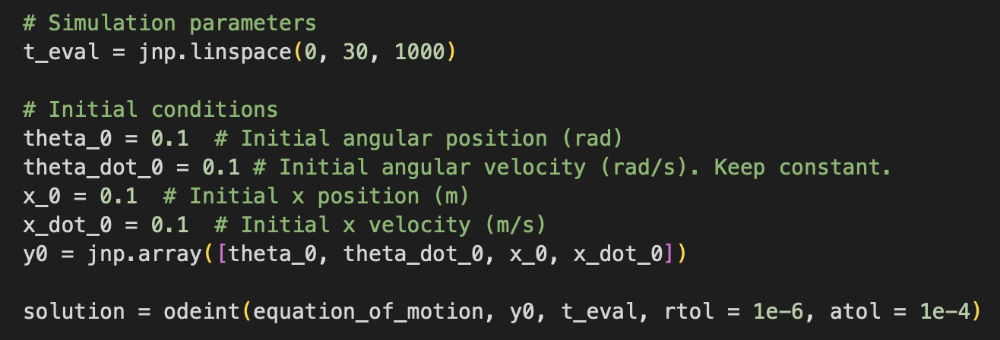 # Simulation parameters
t_eval = jnp.linspace(0, 30, 1000)
# Initial conditions
theta_0 = 0.1  # Initial angular position (rad)
theta_dot_0 = 0.1 # Initial angular velocity (rad/s). Keep constant.
x_0 = 0.1  # Initial x position (m)
x_dot_0 = 0.1  # Initial x velocity (m/s)
y0 = jnp.array([theta_0, theta_dot_0, x_0, x_dot_0])
solution = odeint(equation_of_motion, y0, t_eval, rtol = 1e-6, atol = 1e-4)